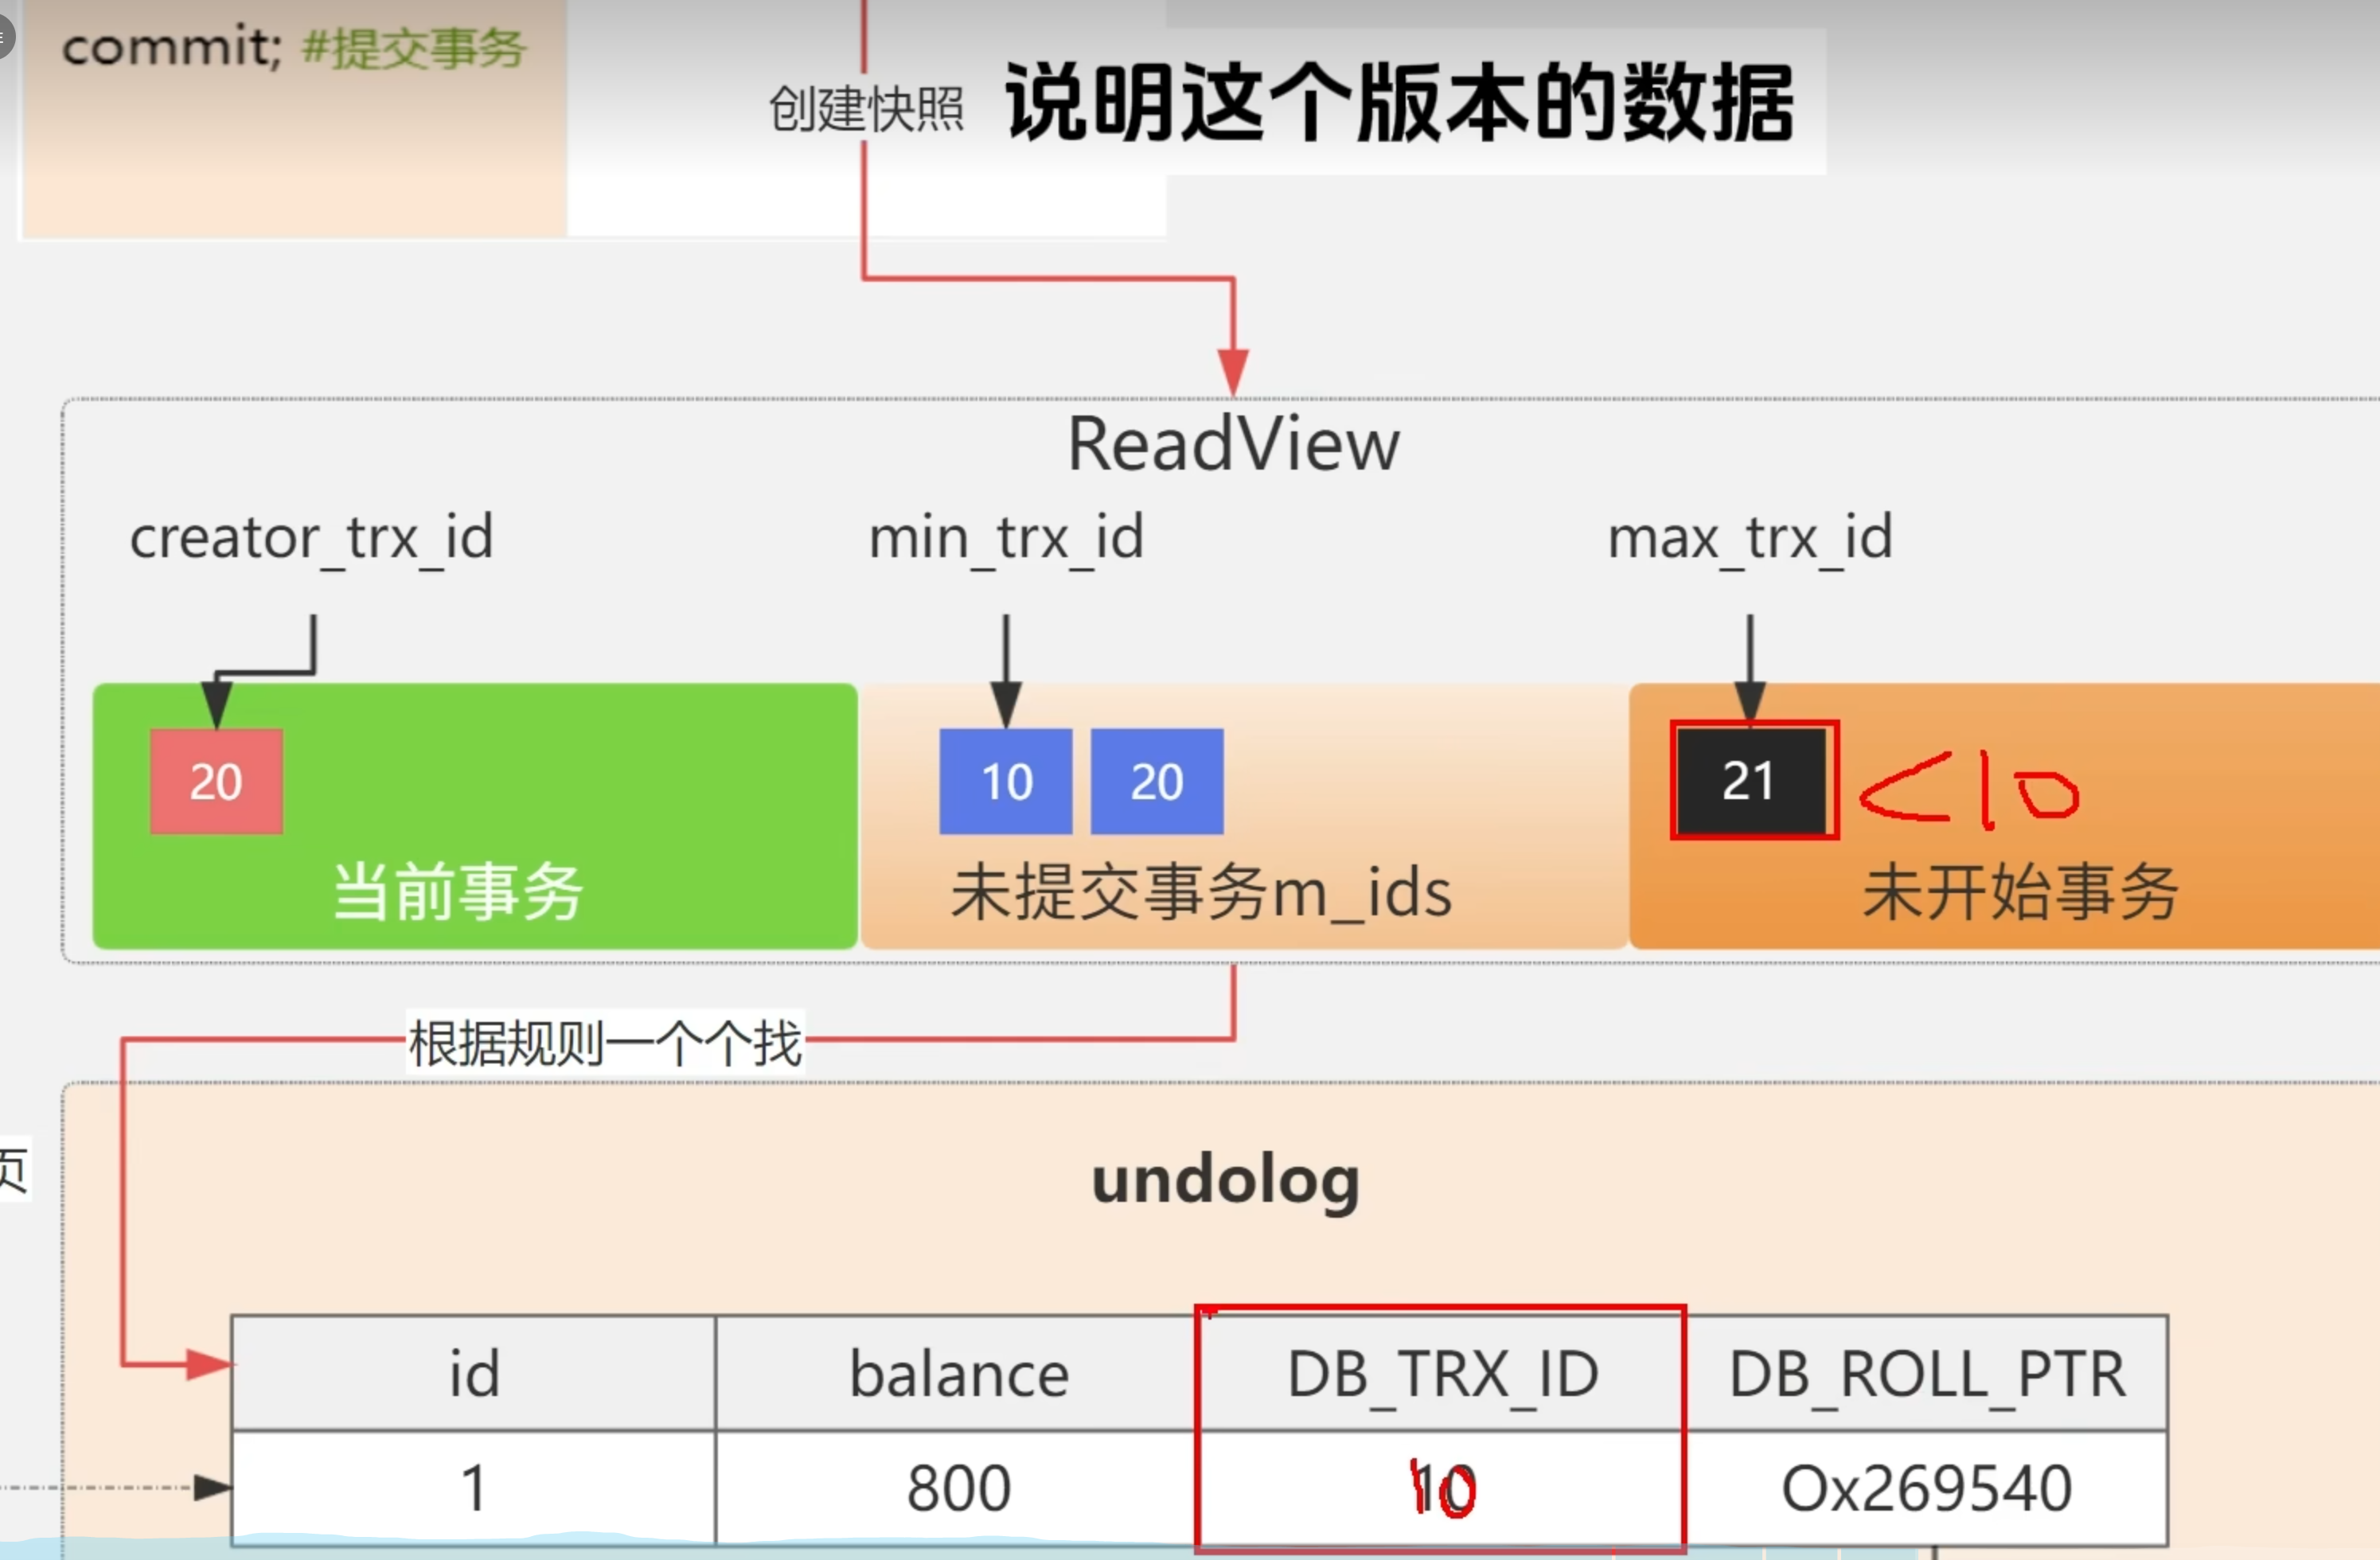 commit; #提交事务
创建快照 说明这个版本的数据
ReadView
creator_trx_id min_trx_id max_trx_id
20 10 20 21 <10
当前事务 未提交事务m_ids 未开始事务
根据规则一个个找
页
undolog
id balance DB_TRX_ID DB_ROLL_PTR
1 800 10 Ox269540